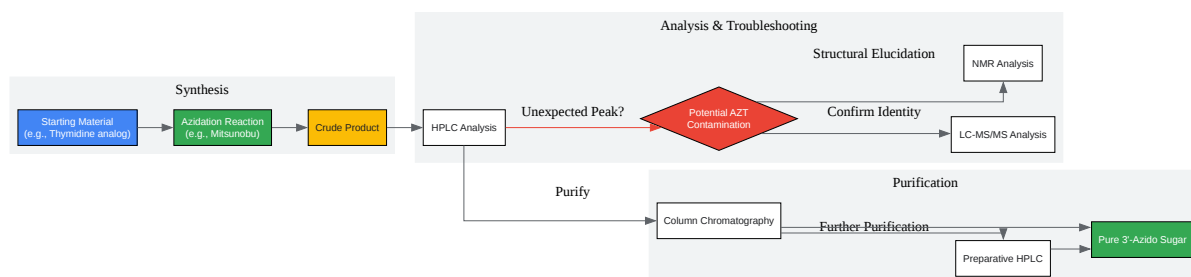 Analysis & Troubleshooting
Structural Elucidation
NMR Analysis
Synthesis
Starting Material
(e.g., Thymidine analog)
Azidation Reaction
(e.g., Mitsunobu)
Crude Product
HPLC Analysis
Unexpected Peak?
Potential AZT
Contamination
Confirm Identity
LC-MS/MS Analysis
Purify
Purification
Column Chromatography
Further Purification
Preparative HPLC
Pure 3'-Azido Sugar